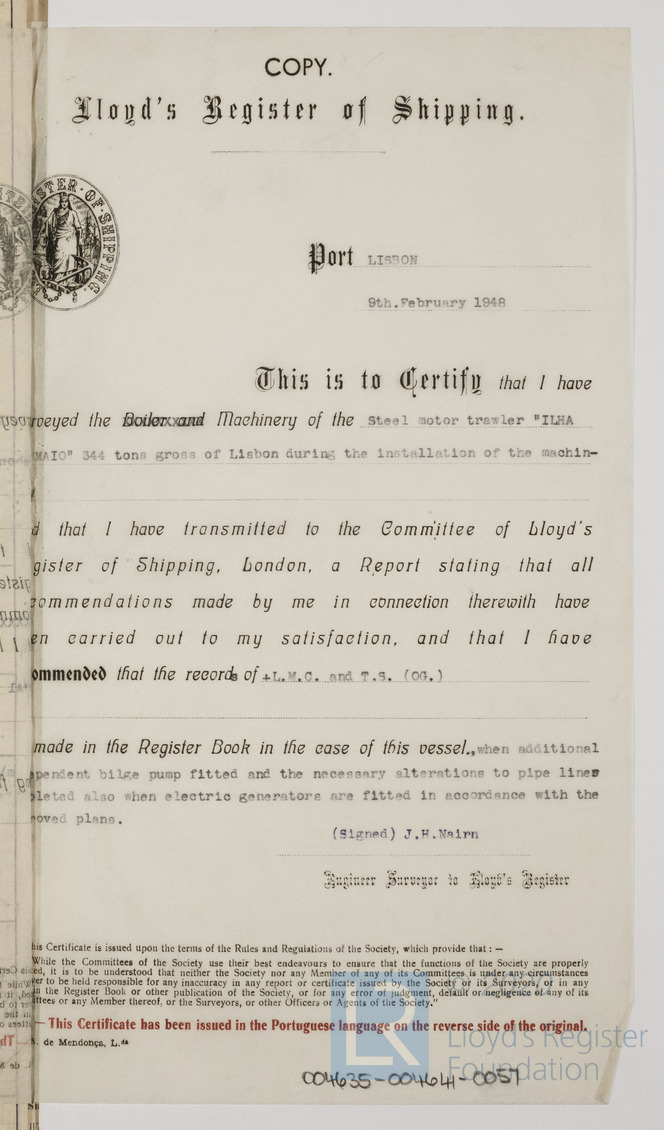 COPY.
Lloyd's Register of Shipping.
STER·OF·SHIPPING
Port LISBON
9th.February 1948
This is to Certify that I have
rveyed the Boiler and Machinery of the Steel motor trawler "ILHA
MAIO" 344 tons gross of Lisbon during the installation of the machin-
d that I have transmitted to the Committee of Lloyd's
gister of Shipping, London, a Report stating that all
commendations made by me in connection therewith have
en carried out to my satisfaction, and that I have
ommended that the records of +L.M.C. and T.S. (OG.)
made in the Register Book in the case of this vessel., when additional
pendent bilge pump fitted and the necessary alterations to pipe lines
leted also when electric generators are fitted in accordance with the
oved plans.
(Signed) J.H.Nairn
Engineer Surveyor to Lloyd's Register
his Certificate is issued upon the terms of the Rules and Regulations of the Society, which provide that : —
While the Committees of the Society use their best endeavours to ensure that the functions of the Society are properly
ed, it is to be understood that neither the Society nor any Member of any of its Committees is under any circumstances
ver to be held responsible for any inaccuracy in any report or certificate issued by the Society or its Surveyors, or in any
in the Register Book or other publication of the Society, or for any error of judgment, default or negligence of any of its
ittees or any Member thereof, or the Surveyors, or other Officers or Agents of the Society."
— This Certificate has been issued in the Portuguese language on the reverse side of the original.
. de Mendonça, L.da
LR
Lloyd's Register
Foundation
004635-004641-0057